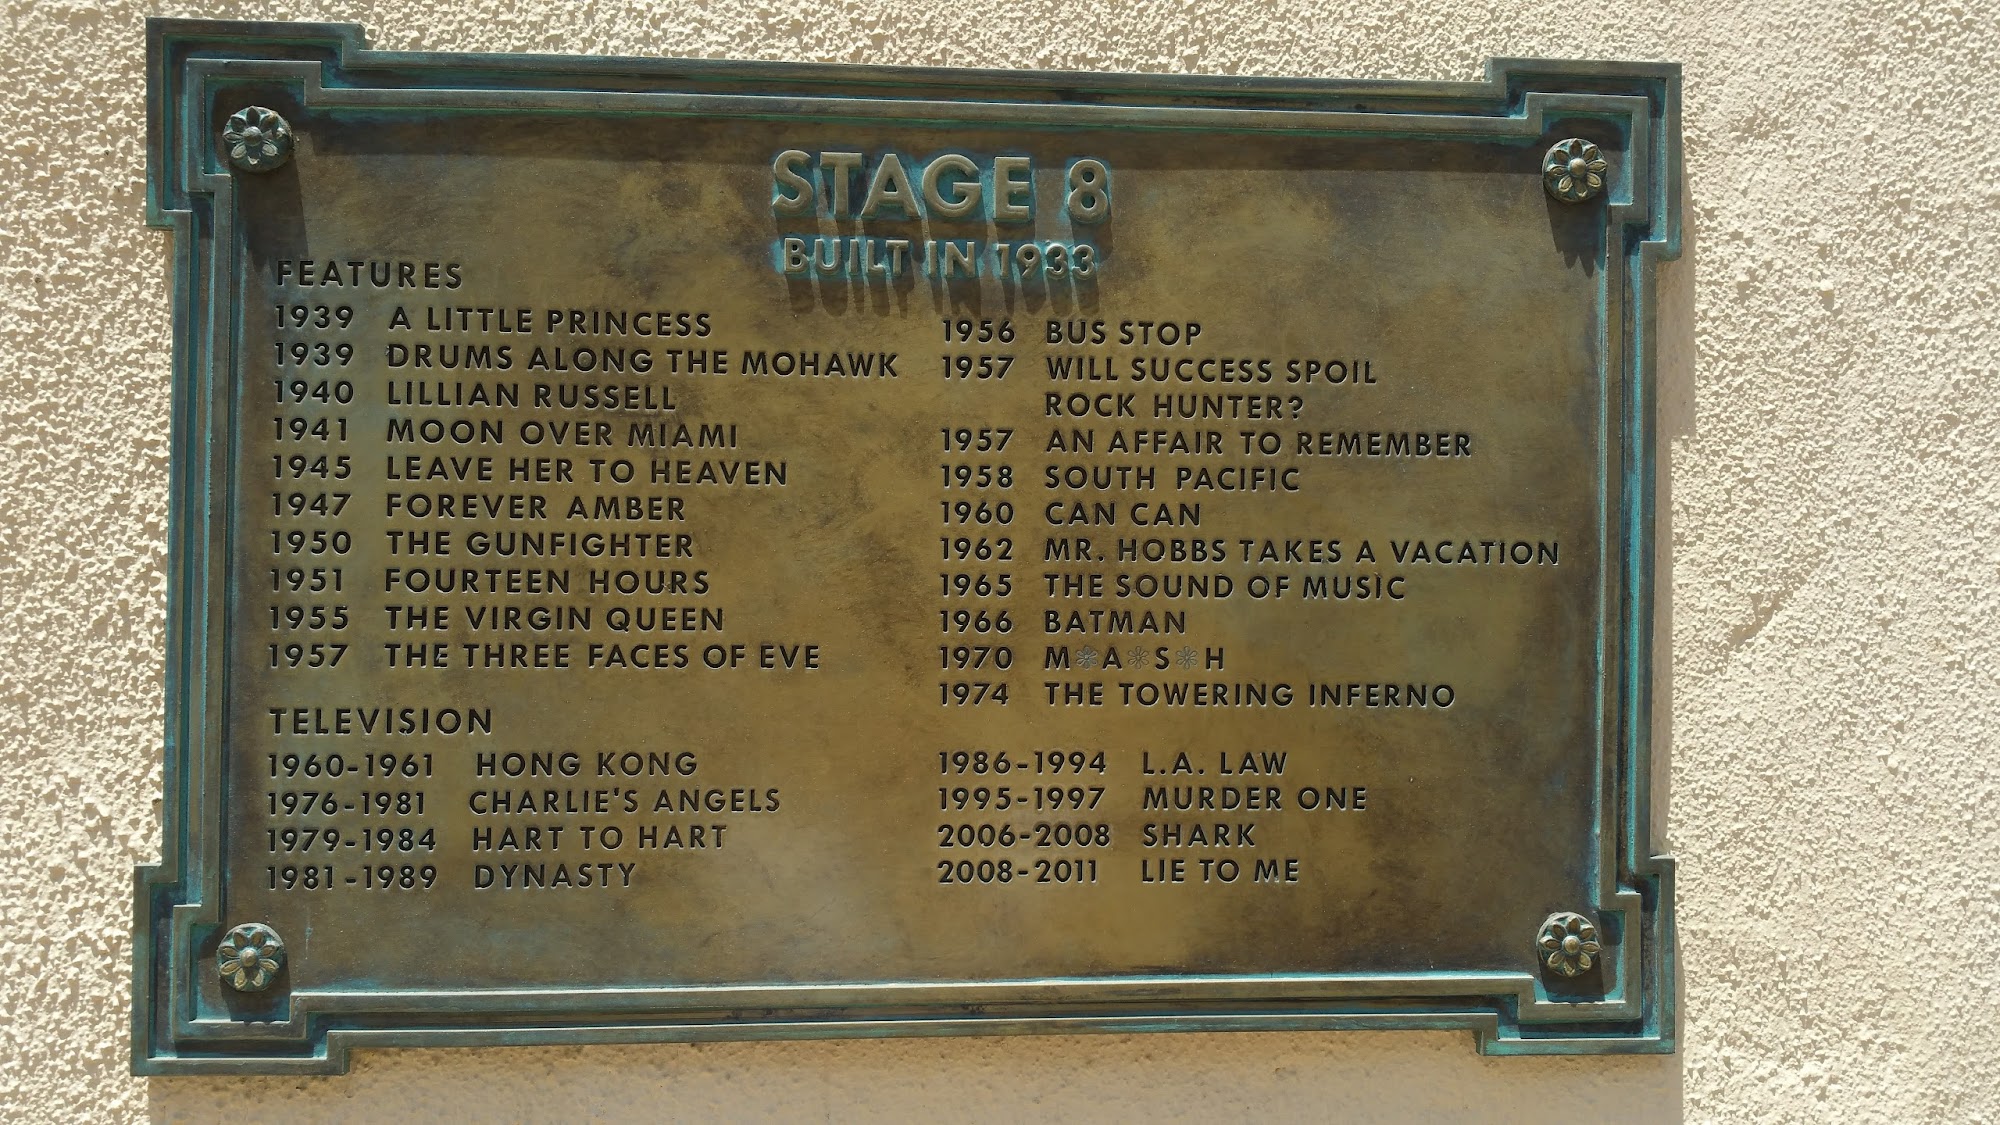 STAGE 8
BUILT IN 1933
FEATURES
1939 A LITTLE PRINCESS
1939 DRUMS ALONG THE MOHAWK
1940 LILLIAN RUSSELL
1941 MOON OVER MIAMI
1945 LEAVE HER TO HEAVEN
1947 FOREVER AMBER
1950 THE GUNFIGHTER
1951 FOURTEEN HOURS
1955 THE VIRGIN QUEEN
1957 THE THREE FACES OF EVE
1956 BUS STOP
1957 WILL SUCCESS SPOIL
ROCK HUNTER?
1957 AN AFFAIR TO REMEMBER
1958 SOUTH PACIFIC
1960 CAN CAN
1962 MR. HOBBS TAKES A VACATION
1965 THE SOUND OF MUSIC
1966 BATMAN
1970 M*A*S*H
1974 THE TOWERING INFERNO
TELEVISION
1960-1961 HONG KONG
1976-1981 CHARLIE'S ANGELS
1979-1984 HART TO HART
1981-1989 DYNASTY
1986-1994 L.A. LAW
1995-1997 MURDER ONE
2006-2008 SHARK
2008-2011 LIE TO ME